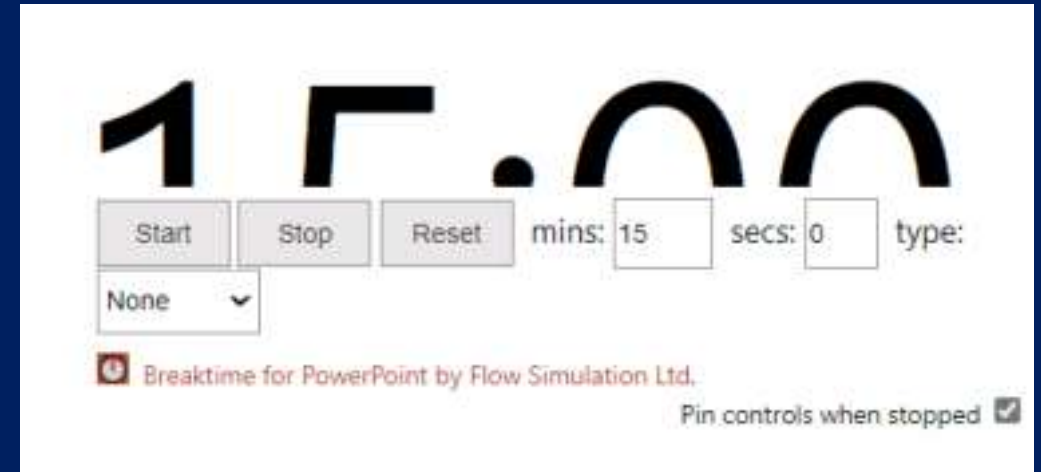 15:00
Start Stop Reset mins: 15 secs: 0 type:
None
Breaktime for PowerPoint by Flow Simulation Ltd.
Pin controls when stopped